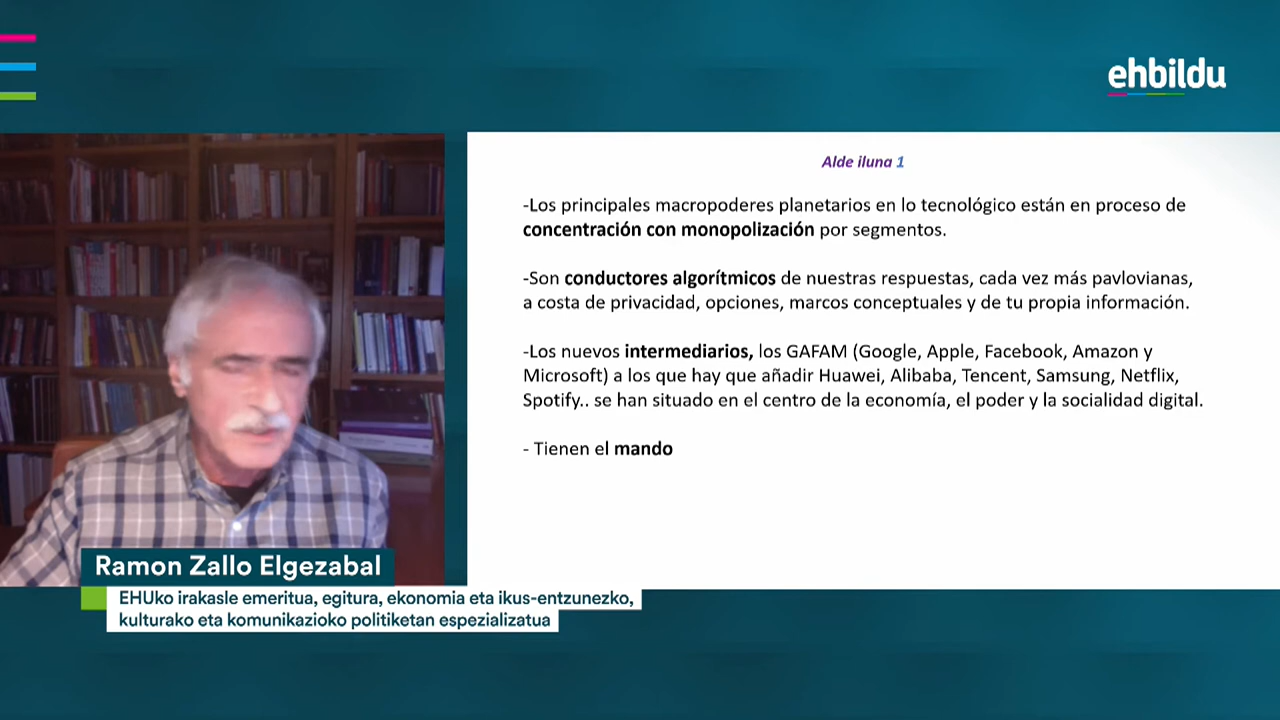 ehbildu
Alde iluna 1
-Los principales macropoderes planetarios en lo tecnológico están en proceso de
concentración con monopolización por segmentos.
-Son conductores algorítmicos de nuestras respuestas, cada vez más pavlovianas,
a costa de privacidad, opciones, marcos conceptuales y de tu propia información.
-Los nuevos intermediarios, los GAFAM (Google, Apple, Facebook, Amazon y
Microsoft) a los que hay que añadir Huawei, Alibaba, Tencent, Samsung, Netflix,
Spotify.. se han situado en el centro de la economía, el poder y la socialidad digital.
- Tienen el mando
Ramon Zallo Elgezabal
EHUko irakasle emeritua, egitura, ekonomia eta ikus-entzunezko,
kulturako eta komunikazioko politiketan espezializatua